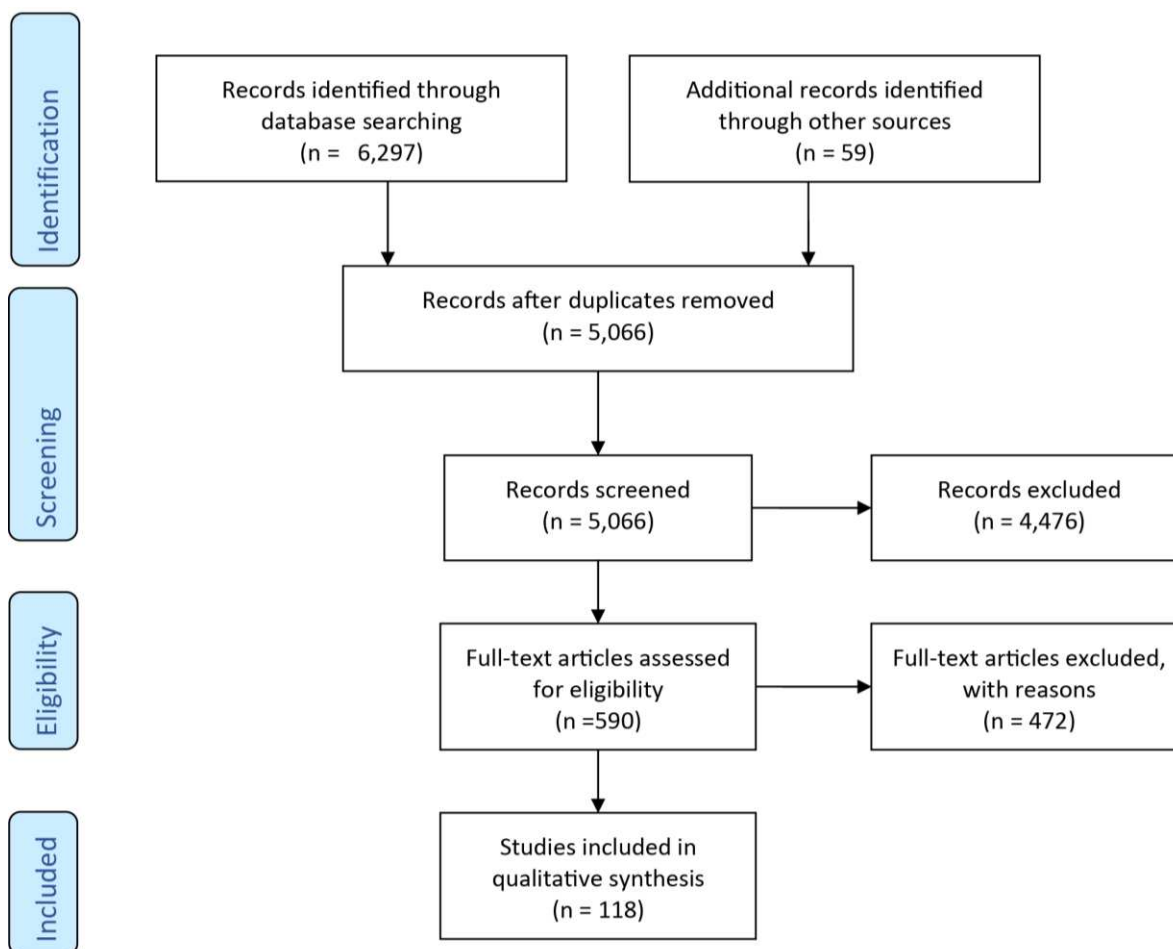 Identification
Records identified through
database searching
(n =   6,297)
Additional records identified
through other sources
(n = 59)
Records after duplicates removed
(n = 5,066)
Screening
Records screened
(n = 5,066)
Records excluded
(n = 4,476)
Eligibility
Full-text articles assessed
for eligibility
(n =590)
Full-text articles excluded,
with reasons
(n = 472)
Included
Studies included in
qualitative synthesis
(n = 118)